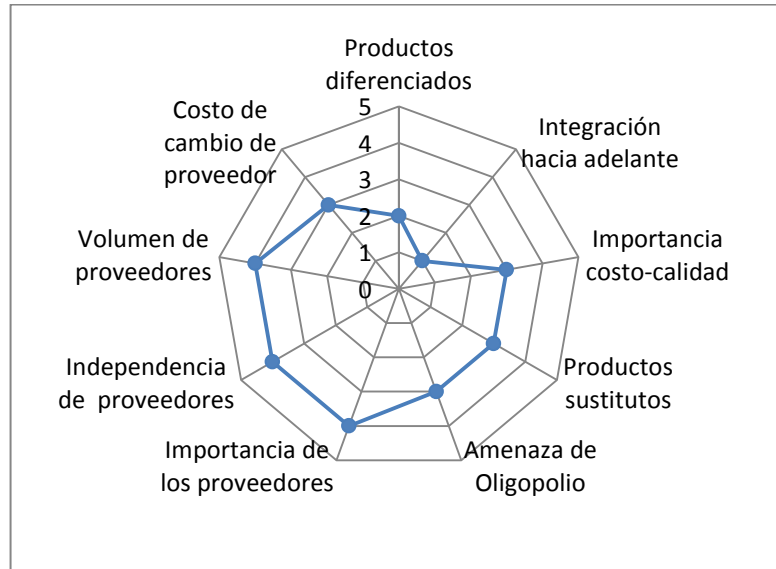 Productos
diferenciados
Integración
hacia adelante
Importancia
costo-calidad
Productos
sustitutos
Amenaza de
Oligopolio
Importancia de
los proveedores
Independencia
de  proveedores
Volumen de
proveedores
Costo de
cambio de
proveedor
5
4
3
2
1
0